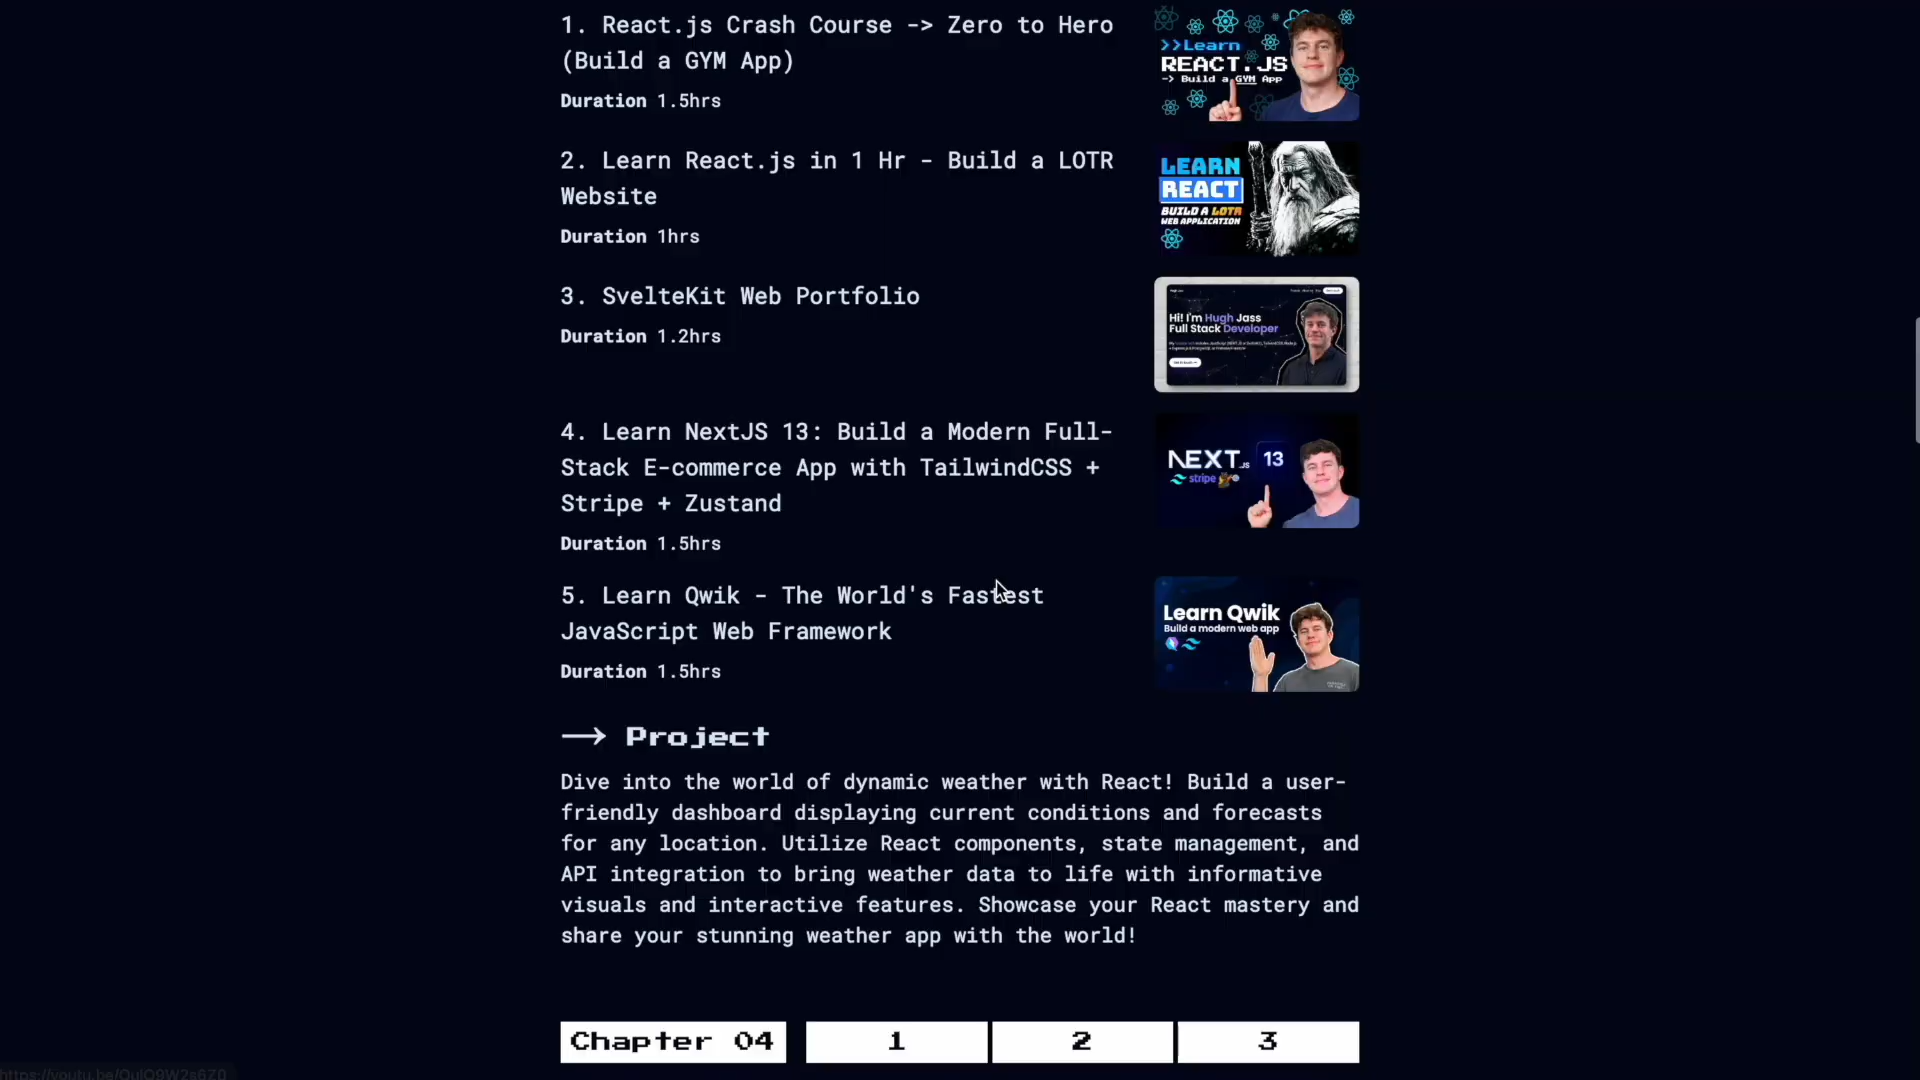 1. React.js Crash Course -> Zero to Hero
(Build a GYM App)
Duration 1.5hrs
>>Learn
REACT.JS
-> Build a GYM App
2. Learn React.js in 1 Hr - Build a LOTR
Website
Duration 1hrs
LEARN
REACT
BUILD A LOTR
WEB APPLICATION
3. SvelteKit Web Portfolio
Duration 1.2hrs
Hi! I'm Hugh Jass
Full Stack Developer
4. Learn NextJS 13: Build a Modern Full-
Stack E-commerce App with TailwindCSS +
Stripe + Zustand
Duration 1.5hrs
NEXT.JS 13
stripe
5. Learn Qwik - The World's Fastest
JavaScript Web Framework
Duration 1.5hrs
Learn Qwik
Build a modern web app
→ Project
Dive into the world of dynamic weather with React! Build a user-
friendly dashboard displaying current conditions and forecasts
for any location. Utilize React components, state management, and
API integration to bring weather data to life with informative
visuals and interactive features. Showcase your React mastery and
share your stunning weather app with the world!
Chapter 04 1 2 3